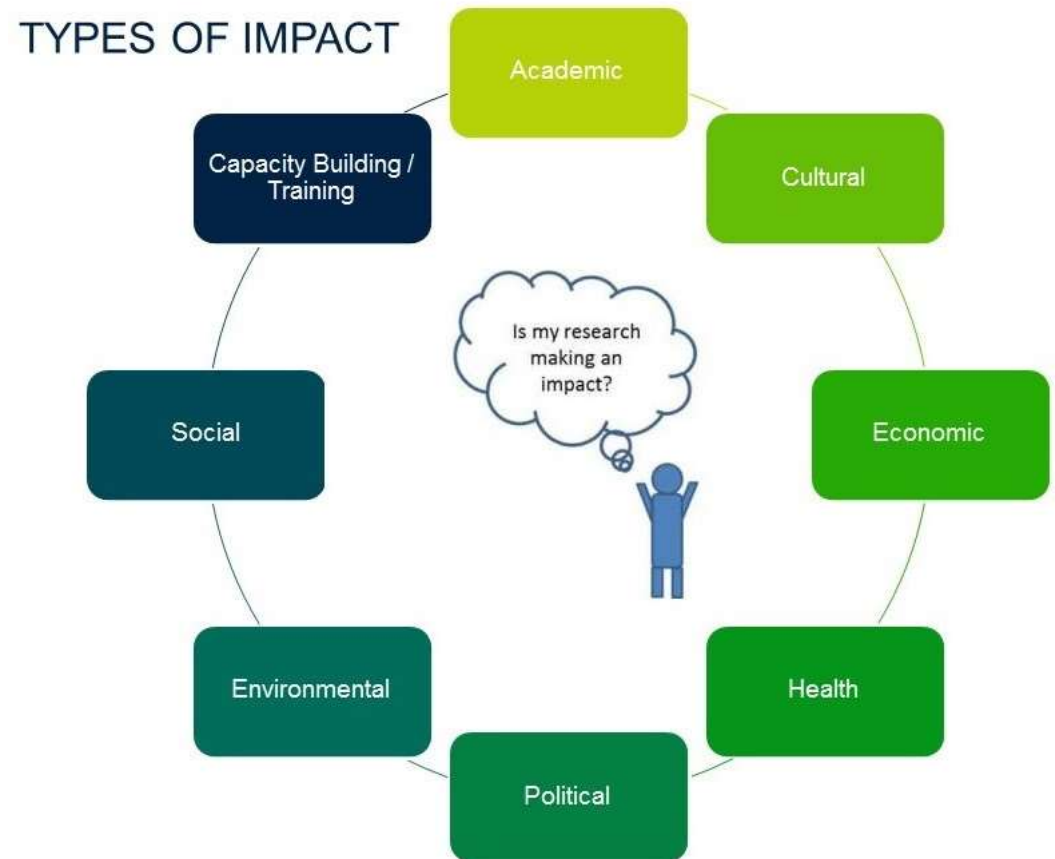 TYPES OF IMPACT
Academic
Cultural
Economic
Health
Political
Environmental
Social
Capacity Building /
Training
Is my research
making an
impact?